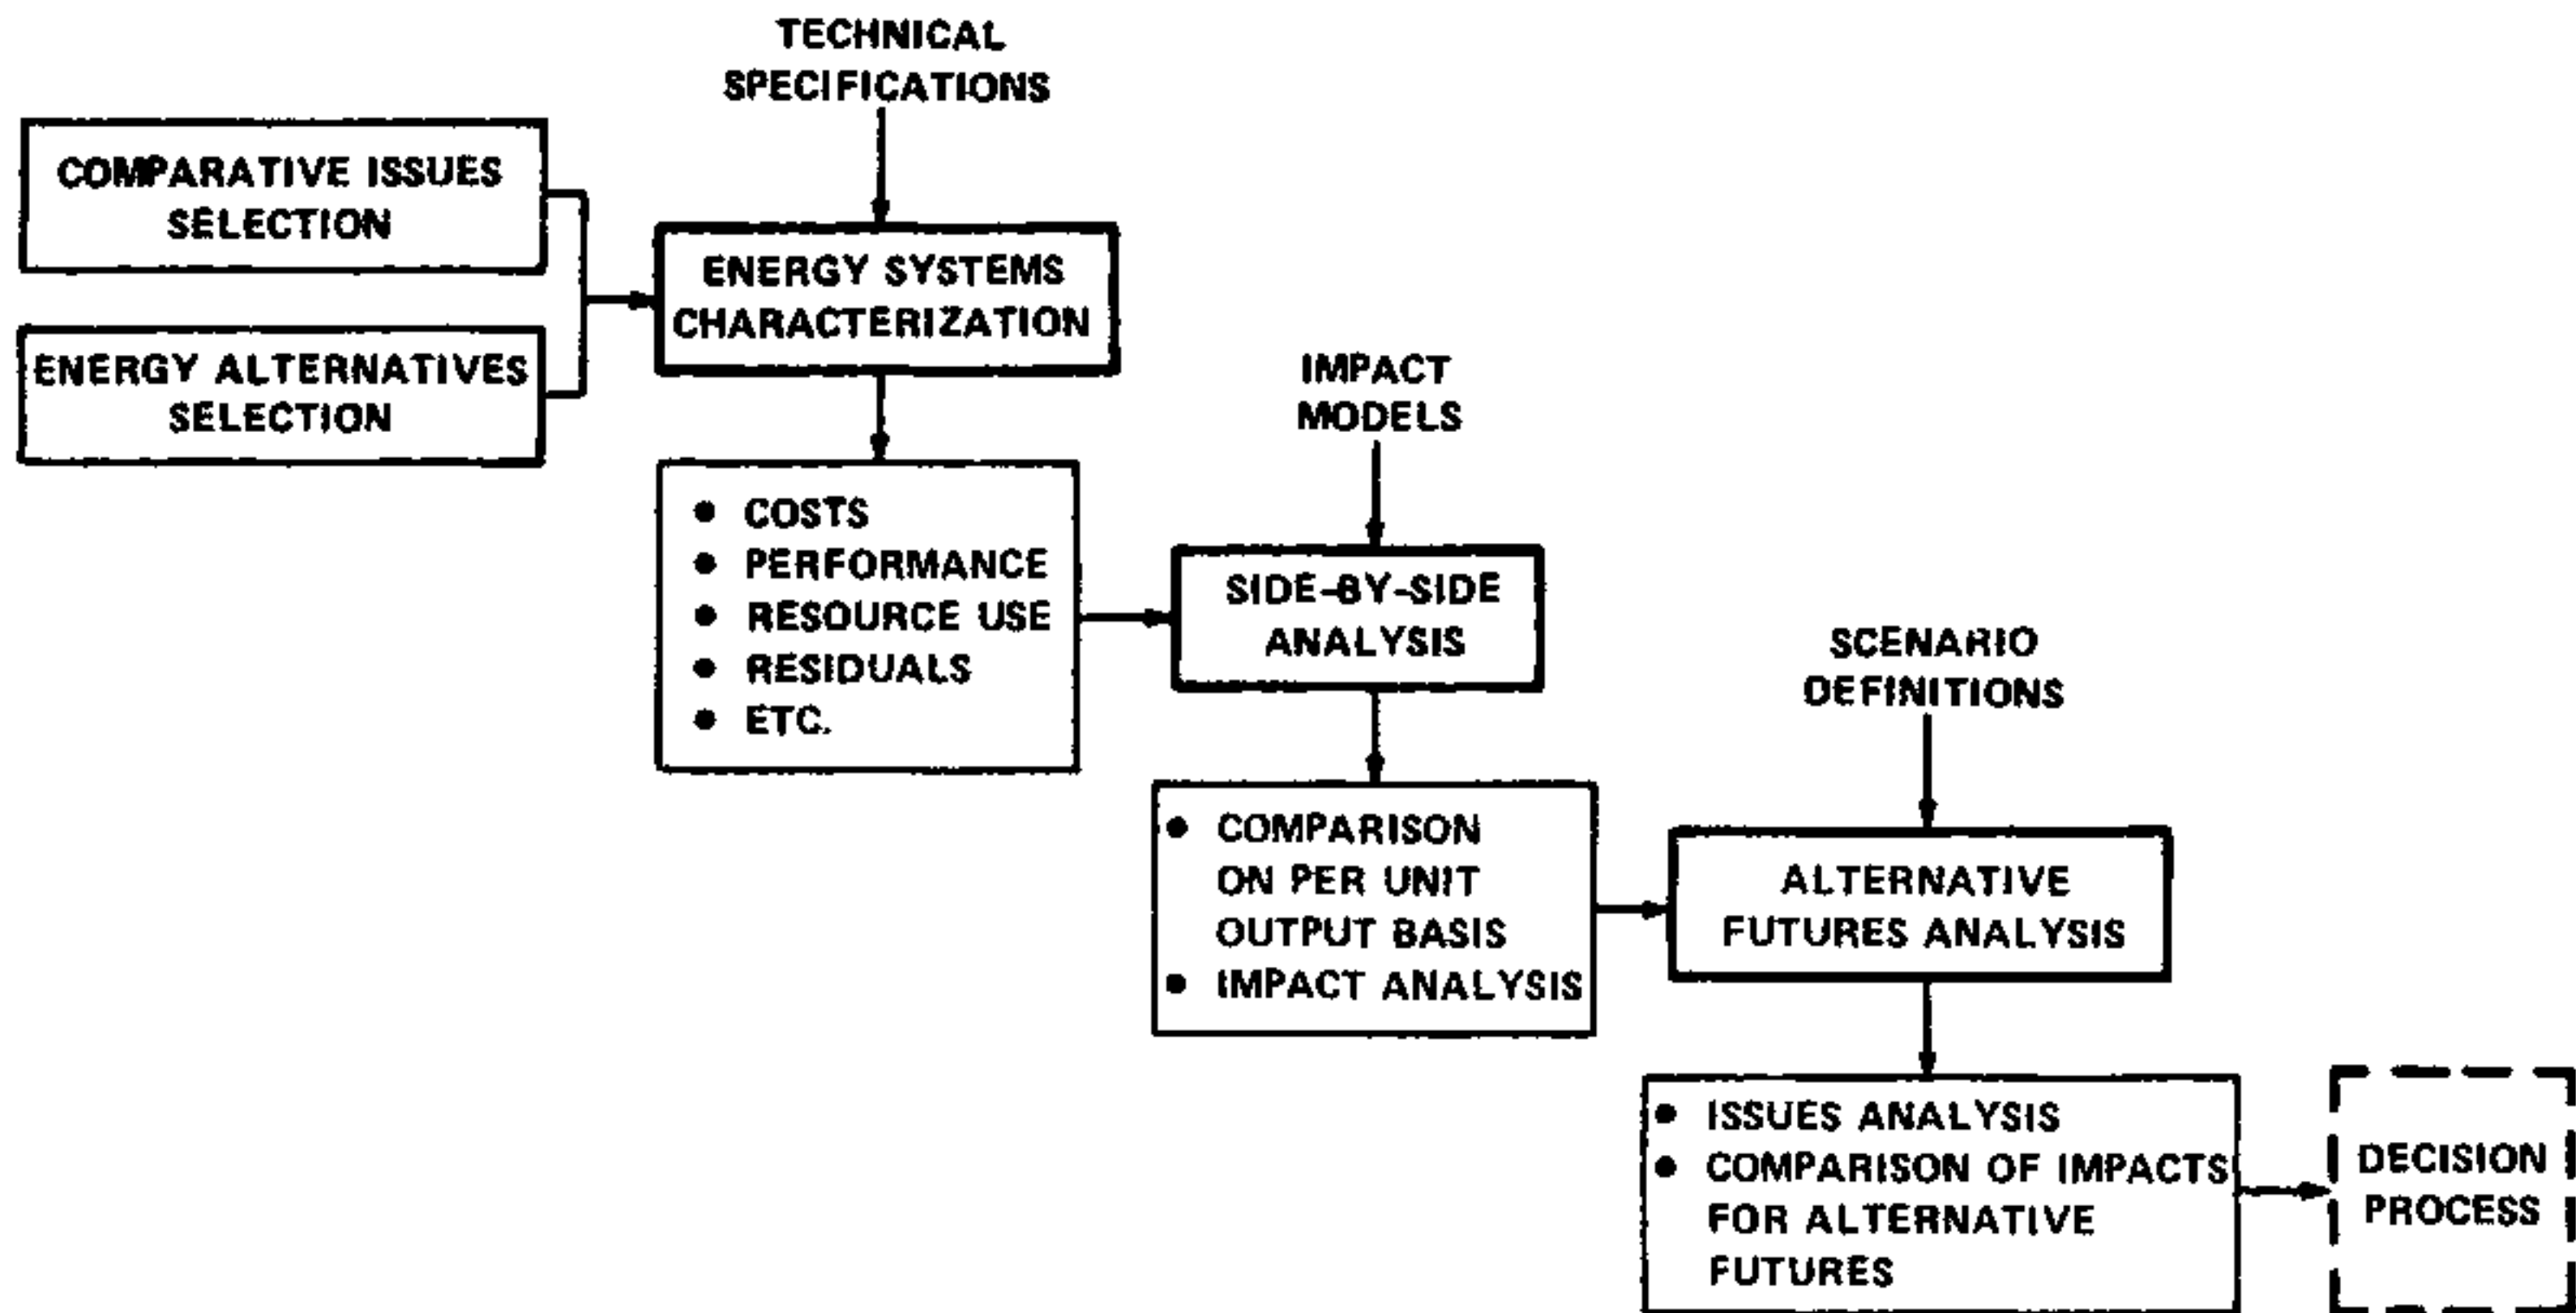 TECHNICAL
SPECIFICATIONS
COMPARATIVE ISSUES
SELECTION
ENERGY SYSTEMS
CHARACTERIZATION
ENERGY ALTERNATIVES
SELECTION
IMPACT
MODELS
● COSTS
● PERFORMANCE
● RESOURCE USE
● RESIDUALS
● ETC.
SIDE-BY-SIDE
ANALYSIS
SCENARIO
DEFINITIONS
● COMPARISON
ON PER UNIT
OUTPUT BASIS
● IMPACT ANALYSIS
ALTERNATIVE
FUTURES ANALYSIS
● ISSUES ANALYSIS
● COMPARISON OF IMPACTS
FOR ALTERNATIVE
FUTURES
DECISION
PROCESS